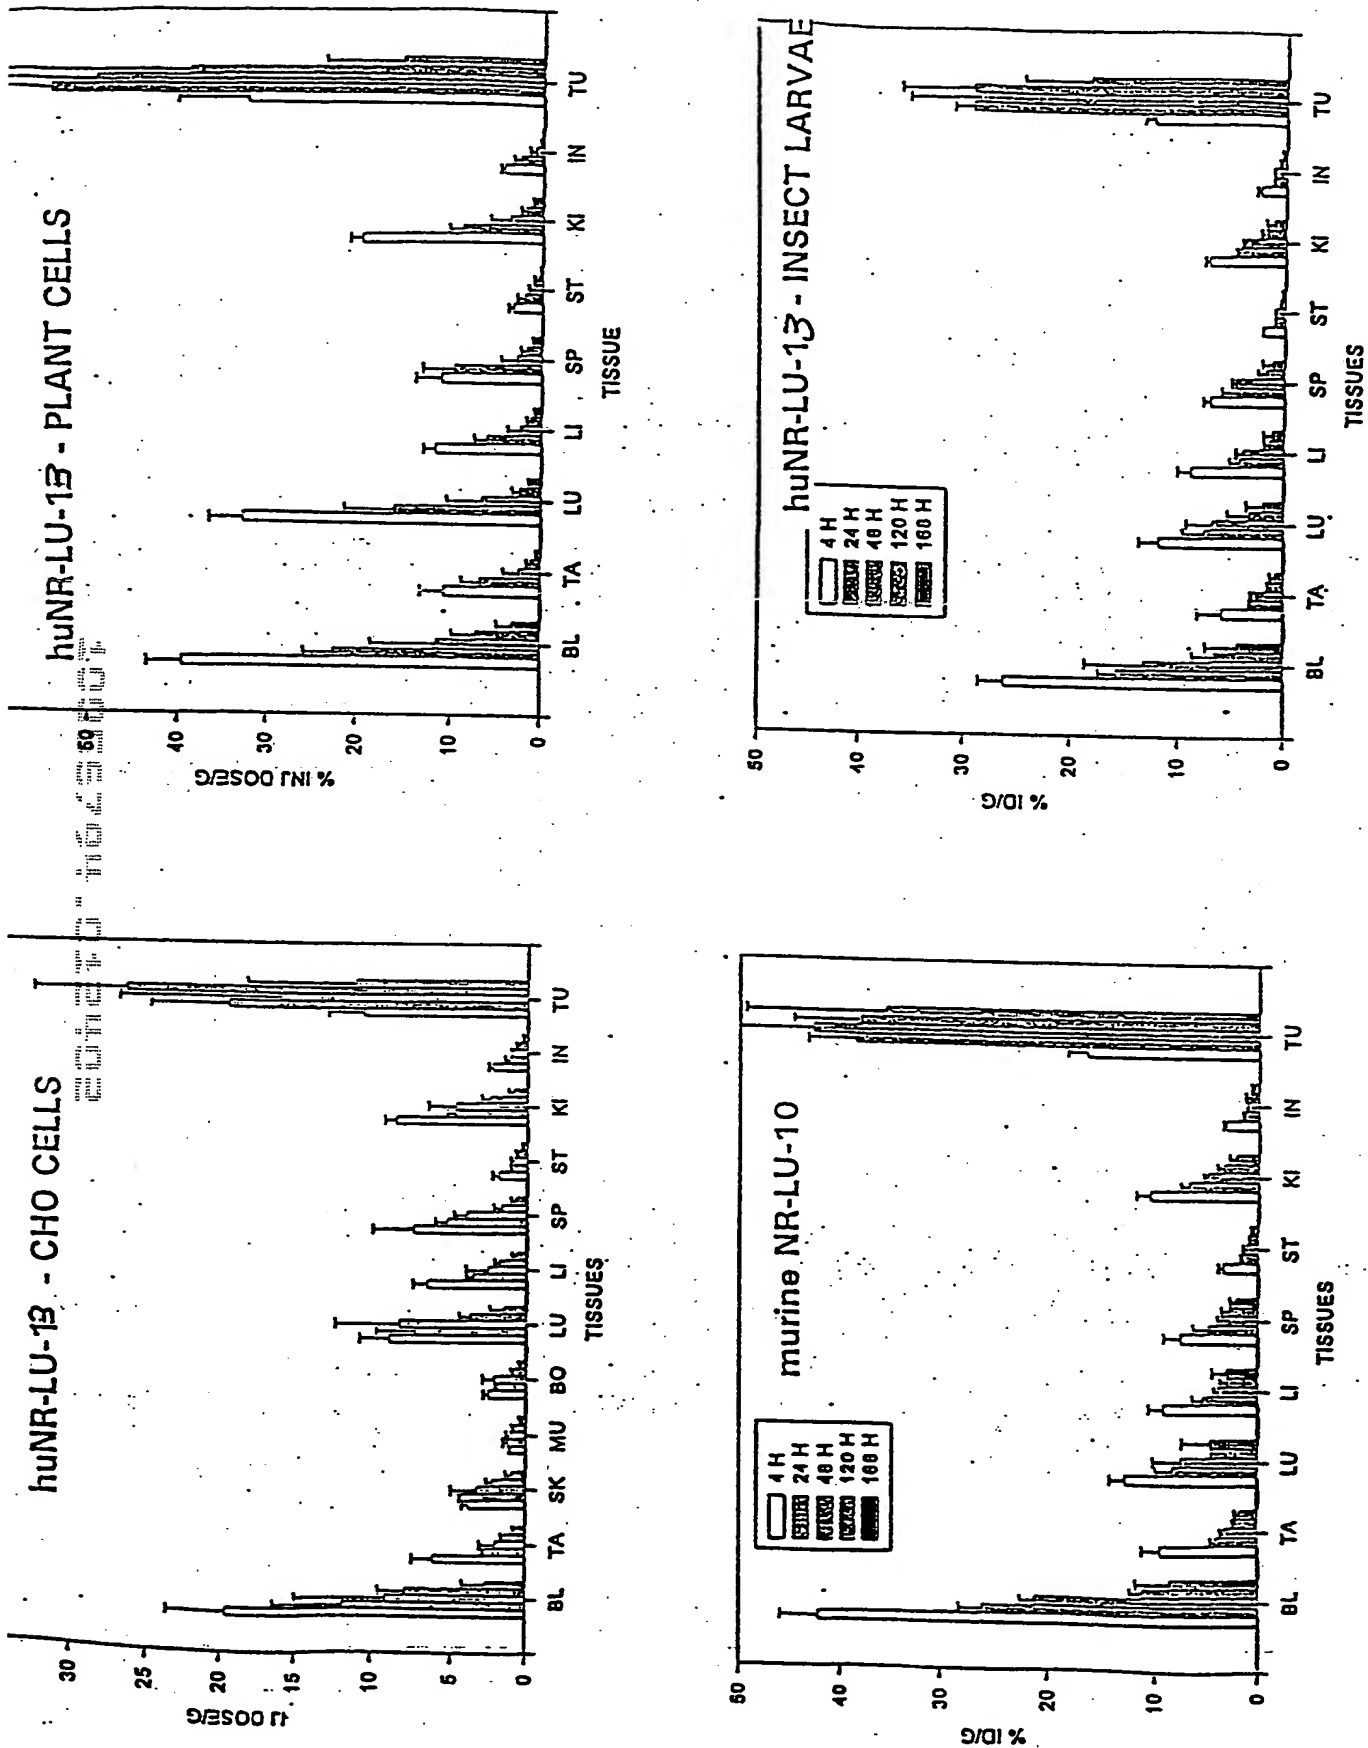 huNR-LU-13 - CHO CELLS
30
25
20
15
10
5
0
DOSE/G
BL TA SK MU BO LU LI SP ST KI IN TU
TISSUES
huNR-LU-13 - PLANT CELLS
50
40
30
20
10
0
% INJ DOSE/G
BL TA LU LI SP ST KI IN TU
TISSUE
murine NR-LU-10
4 H
24 H
48 H
120 H
168 H
50
40
30
20
10
0
% ID/G
BL TA LU LI SP ST KI IN TU
TISSUES
huNR-LU-13 - INSECT LARVAE
4 H
24 H
48 H
120 H
168 H
50
40
30
20
10
0
% ID/G
BL TA LU LI SP ST KI IN TU
TISSUES